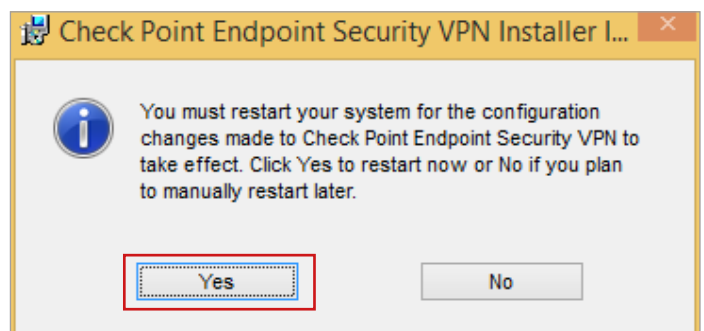 Check Point Endpoint Security VPN Installer I...
You must restart your system for the configuration
changes made to Check Point Endpoint Security VPN to
take effect. Click Yes to restart now or No if you plan
to manually restart later.
Yes
No